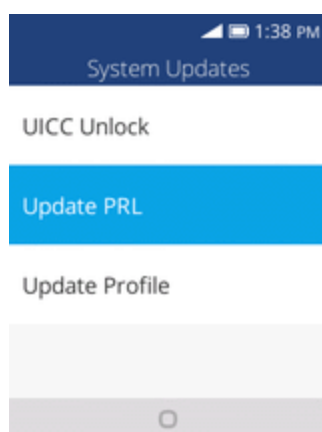 1:38 PM
System Updates
UICC Unlock
Update PRL
Update Profile